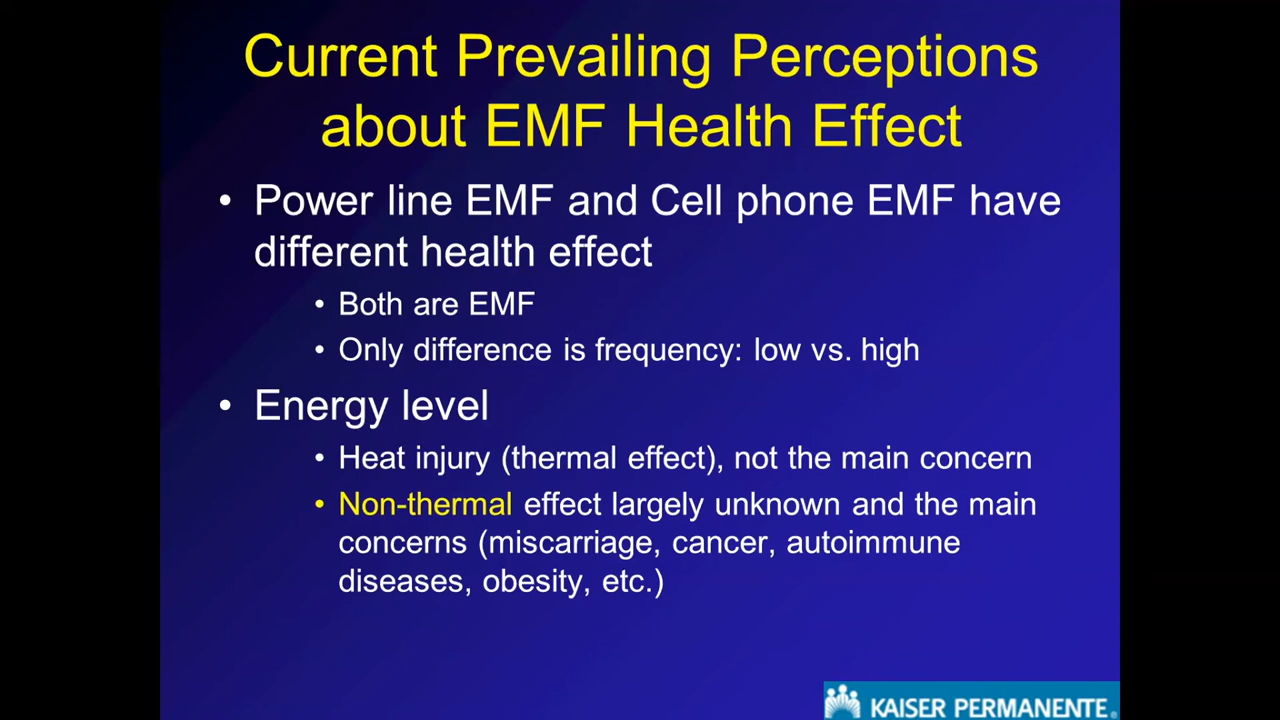 Current Prevailing Perceptions
about EMF Health Effect
• Power line EMF and Cell phone EMF have
different health effect
• Both are EMF
• Only difference is frequency: low vs. high
• Energy level
• Heat injury (thermal effect), not the main concern
• Non-thermal effect largely unknown and the main
concerns (miscarriage, cancer, autoimmune
diseases, obesity, etc.)
KAISER PERMANENTE®